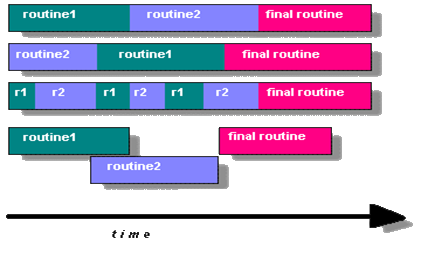 routine1 routine2 final routine
routine2 routine1 final routine
r1 r2 r1 r2 r1 r2 final routine
routine1 final routine
routine2
time